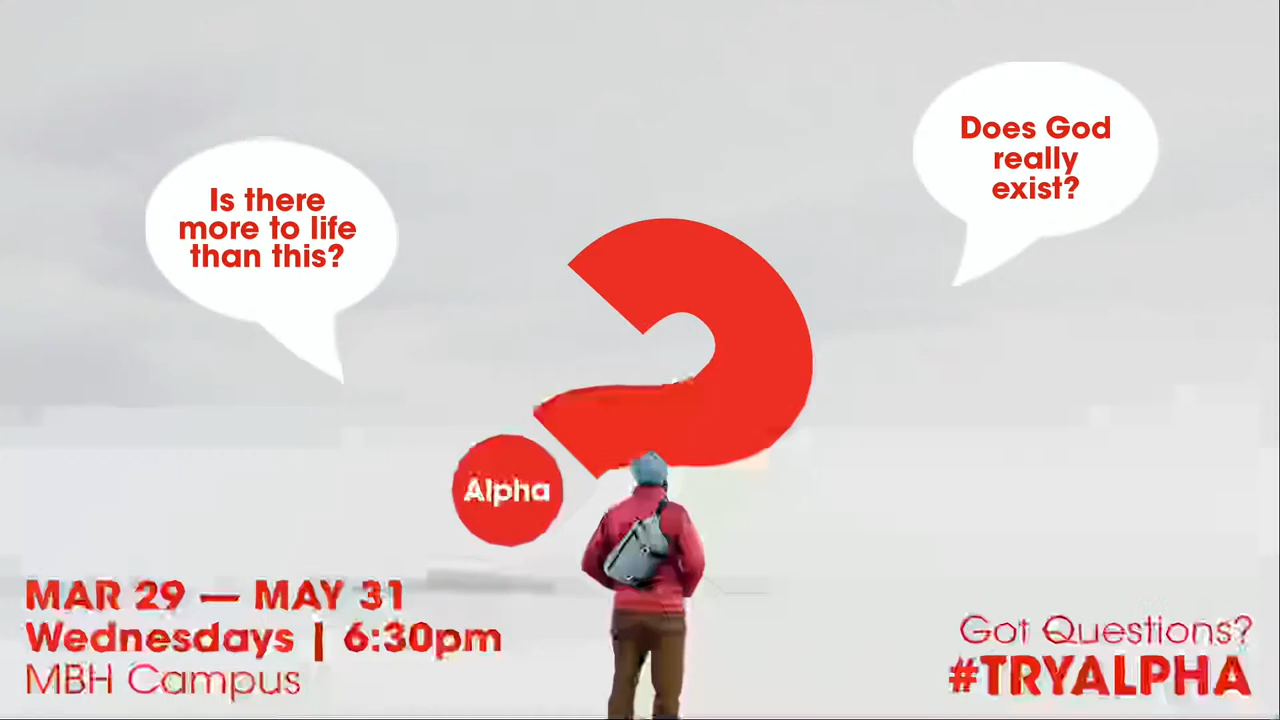 Is there
more to life
than this?
Does God
really
exist?
Alpha
MAR 29 — MAY 31
Wednesdays | 6:30pm
MBH Campus
Got Questions?
#TRYALPHA